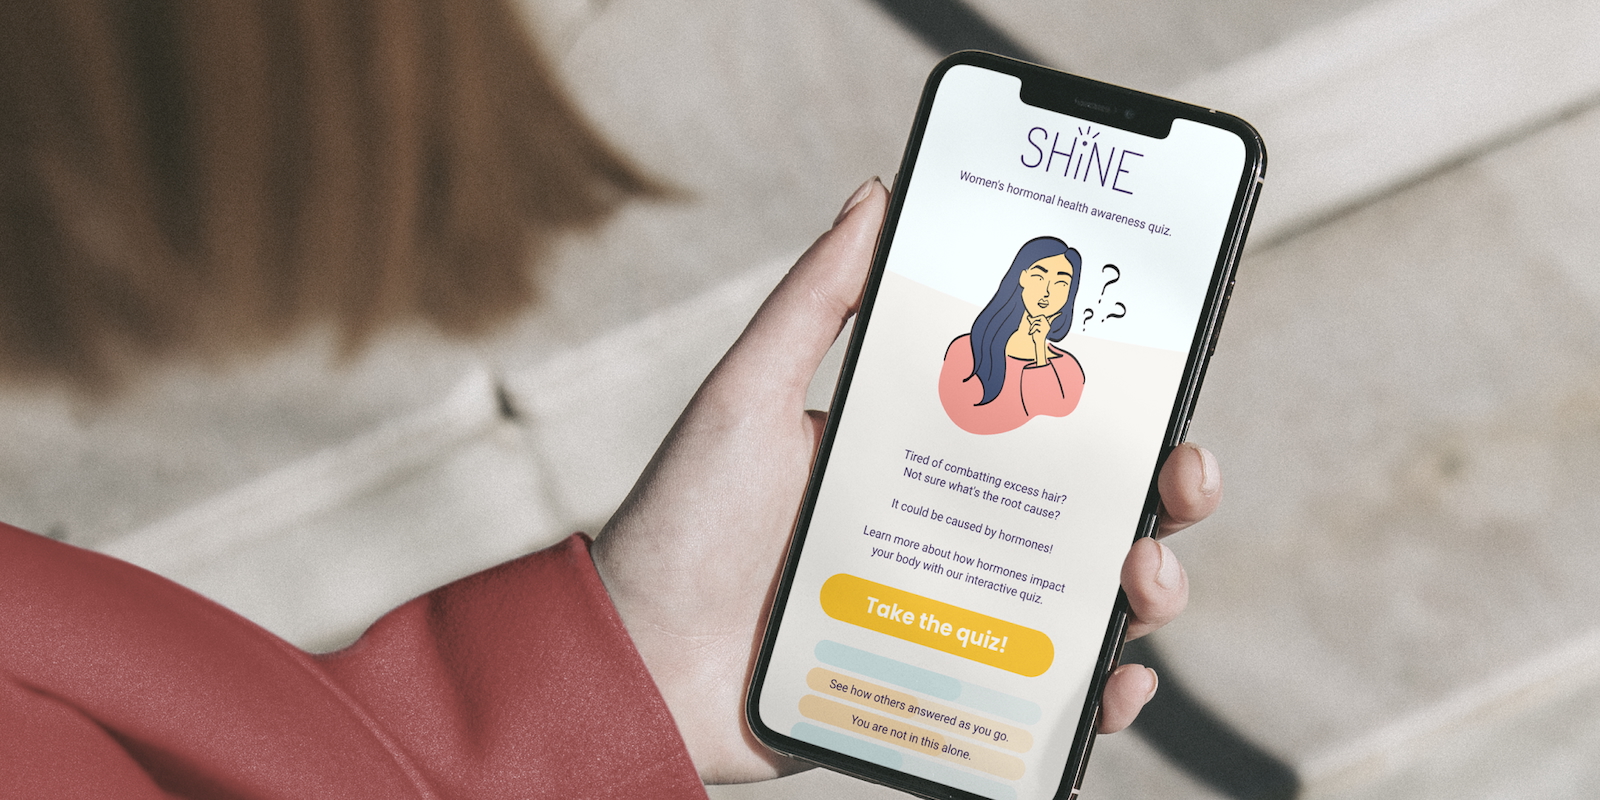 SHiNE
Women's hormonal health awareness quiz.
? ? ?
Tired of combatting excess hair?
Not sure what's the root cause?
It could be caused by hormones!
Learn more about how hormones impact
your body with our interactive quiz.
Take the quiz!
See how others answered as you go.
You are not in this alone.